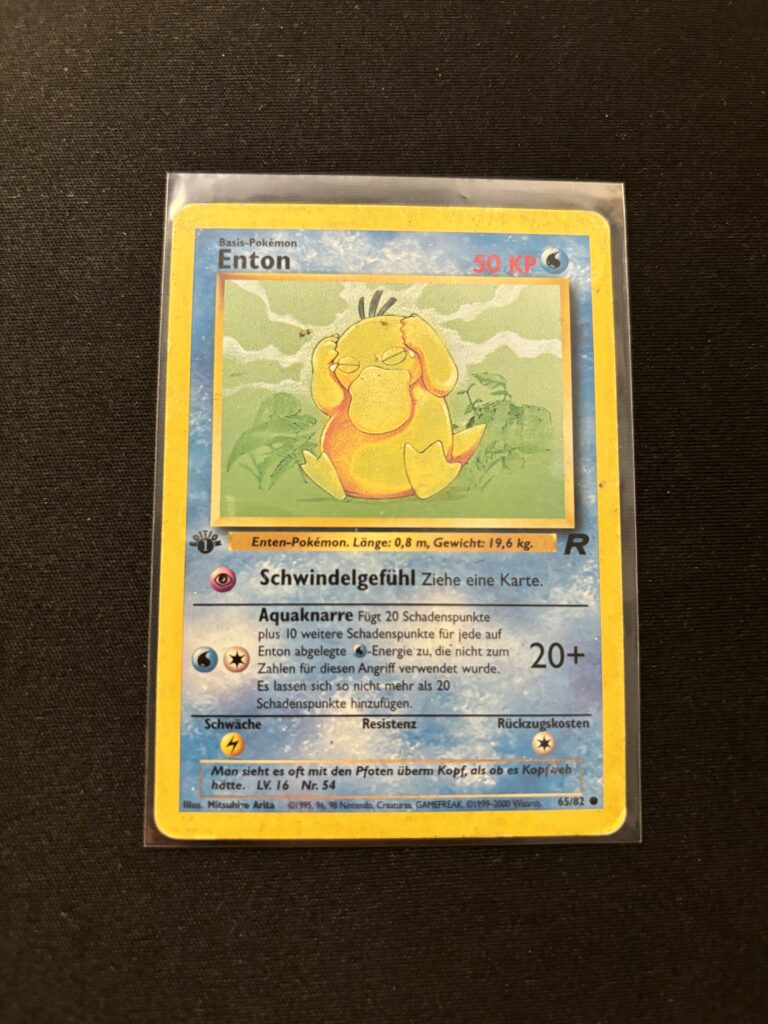 Basis-Pokémon
Enton
50 KP
EDITION
1
Enten-Pokémon. Länge: 0,8 m, Gewicht: 19,6 kg.
R
Schwindelgefühl Ziehe eine Karte.
Aquaknarre Fügt 20 Schadenspunkte
plus 10 weitere Schadenspunkte für jede auf
Enton abgelegte -Energie zu, die nicht zum
Zahlen für diesen Angriff verwendet wurde.
Es lassen sich so nicht mehr als 20
Schadenspunkte hinzufügen.
20+
Schwäche
Resistenz
Rückzugskosten
Man sieht es oft mit den Pfoten überm Kopf, als ob es Kopfweh
hätte. LV. 16 Nr. 54
Illus. Mitsuhiro Arita ©1995, 96, 98 Nintendo, Creatures, GAMEFREAK. ©1999-2000 Wizards. 65/82